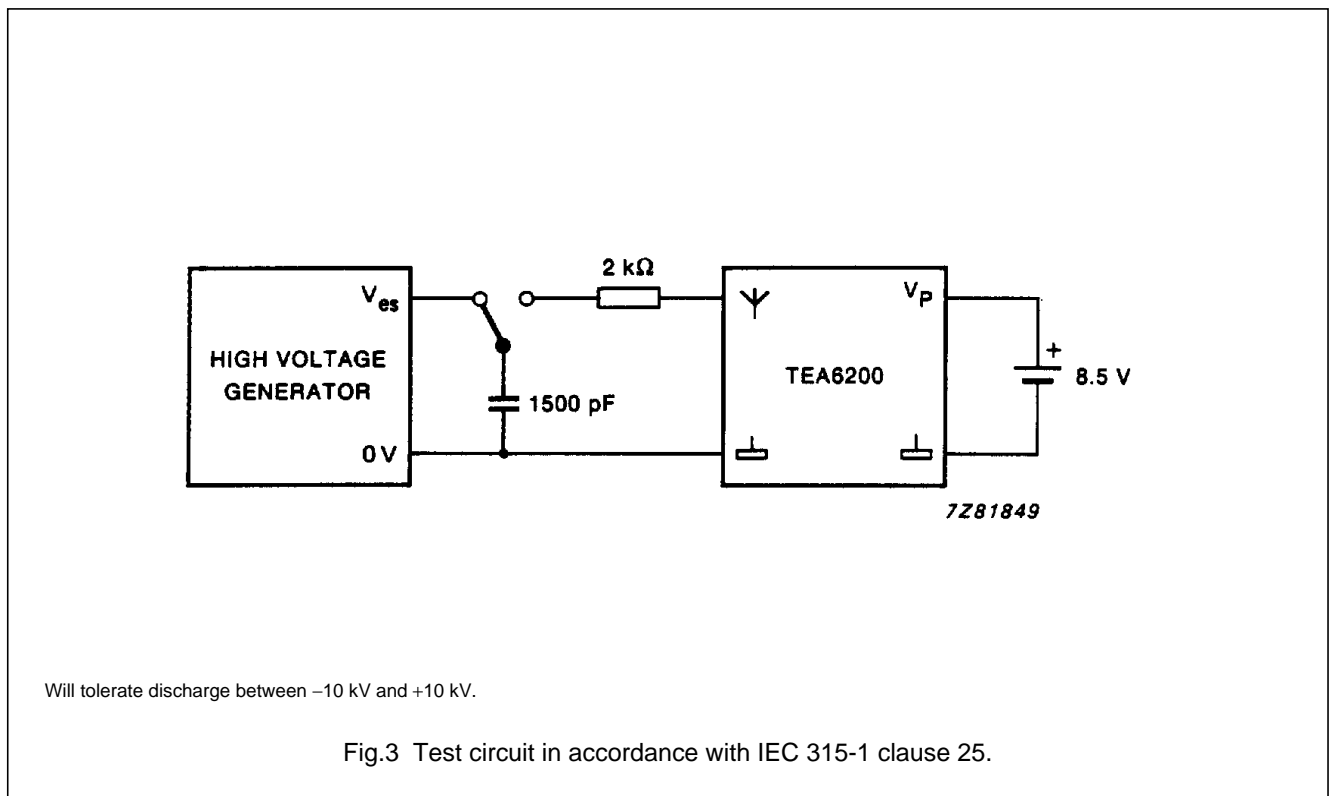 2 kΩ
Ves
VP
HIGH VOLTAGE
GENERATOR
TEA6200
+
8.5 V
1500 pF
0 V
7Z81849
Will tolerate discharge between −10 kV and +10 kV.
Fig.3 Test circuit in accordance with IEC 315-1 clause 25.